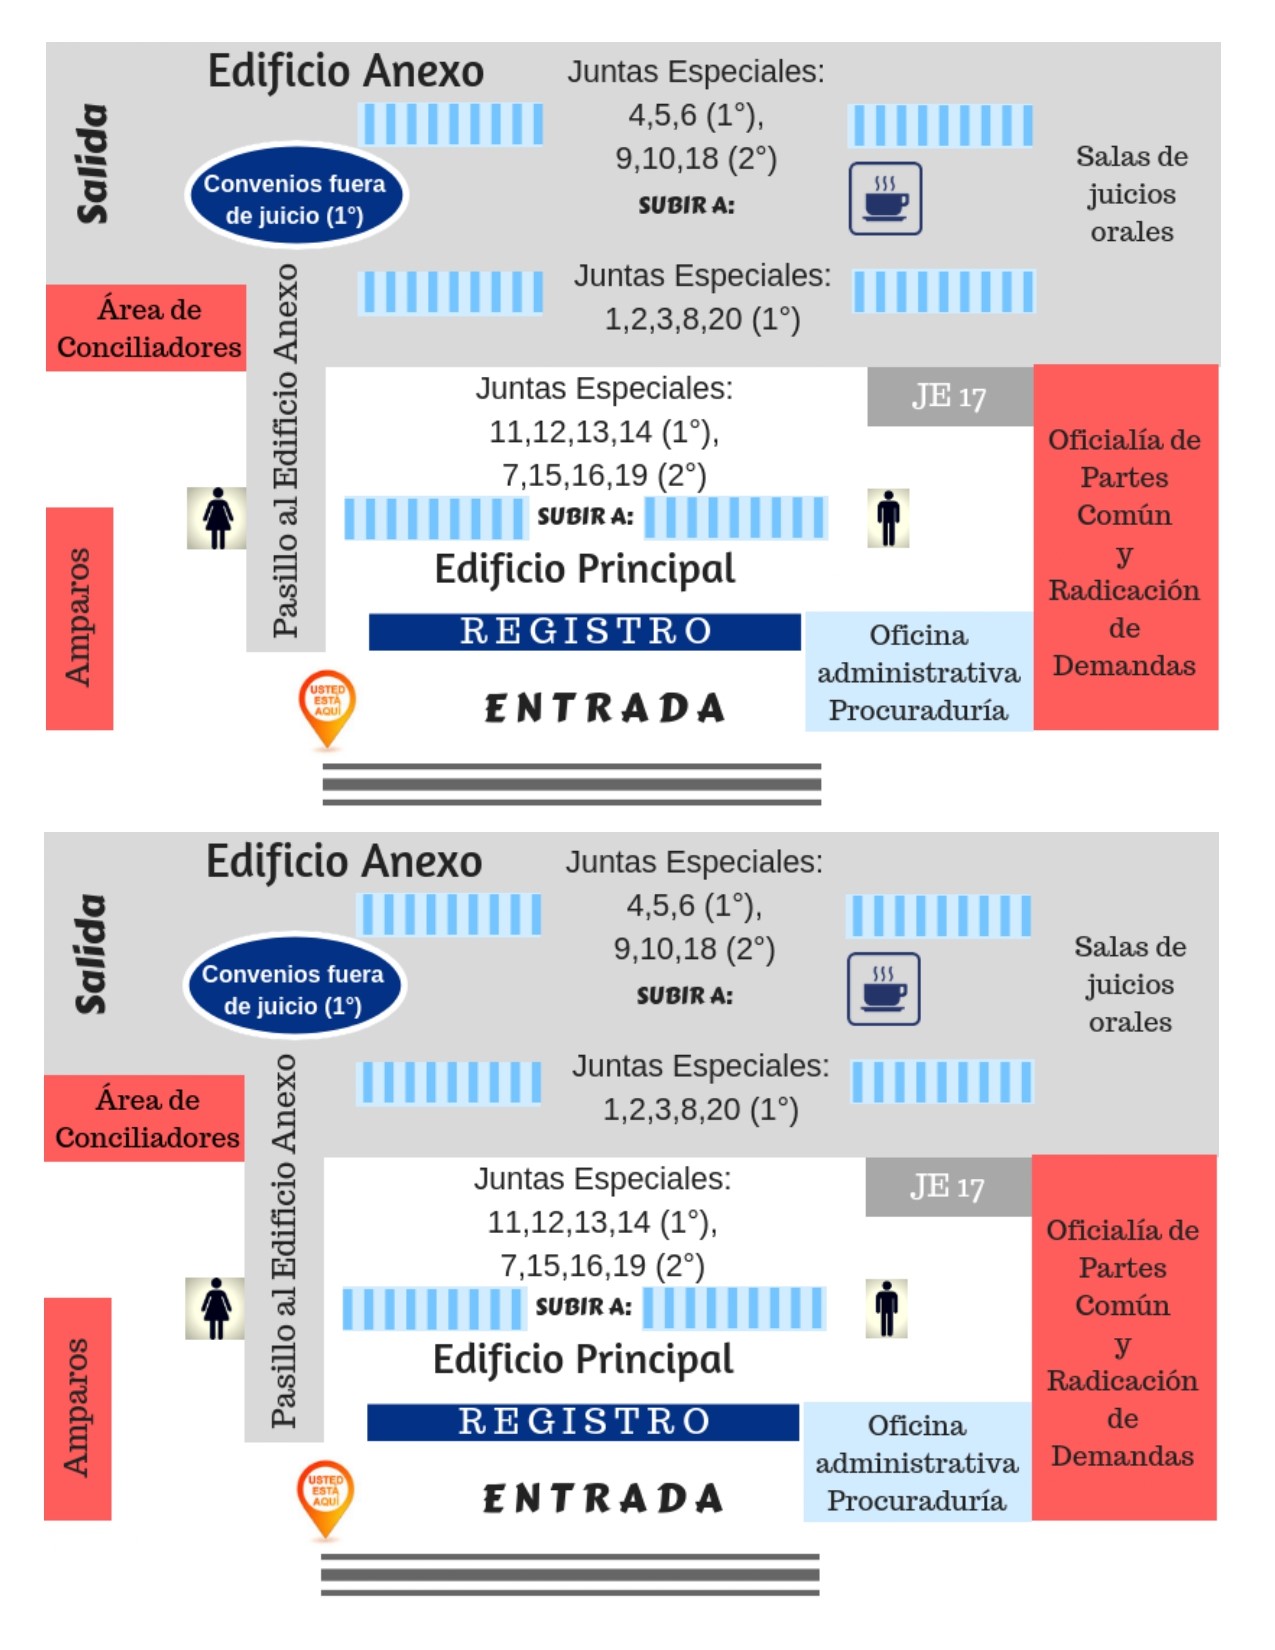 Edificio Anexo
Juntas Especiales:
4,5,6 (1°),
9,10,18 (2°)
SUBIR A:
Salida
Convenios fuera
de juicio (1°)
Salas de
juicios
orales
Juntas Especiales:
1,2,3,8,20 (1°)
Área de
Conciliadores
Pasillo al Edificio Anexo
Juntas Especiales:
11,12,13,14 (1°),
7,15,16,19 (2°)
SUBIR A:
JE 17
Oficialía de
Partes
Común
y
Radicación
de
Demandas
Amparos
Edificio Principal
REGISTRO
Oficina
administrativa
Procuraduría
USTED
ESTÁ
AQUÍ
ENTRADA
Edificio Anexo
Juntas Especiales:
4,5,6 (1°),
9,10,18 (2°)
SUBIR A:
Salida
Convenios fuera
de juicio (1°)
Salas de
juicios
orales
Juntas Especiales:
1,2,3,8,20 (1°)
Área de
Conciliadores
Pasillo al Edificio Anexo
Juntas Especiales:
11,12,13,14 (1°),
7,15,16,19 (2°)
SUBIR A:
JE 17
Oficialía de
Partes
Común
y
Radicación
de
Demandas
Amparos
Edificio Principal
REGISTRO
Oficina
administrativa
Procuraduría
USTED
ESTÁ
AQUÍ
ENTRADA